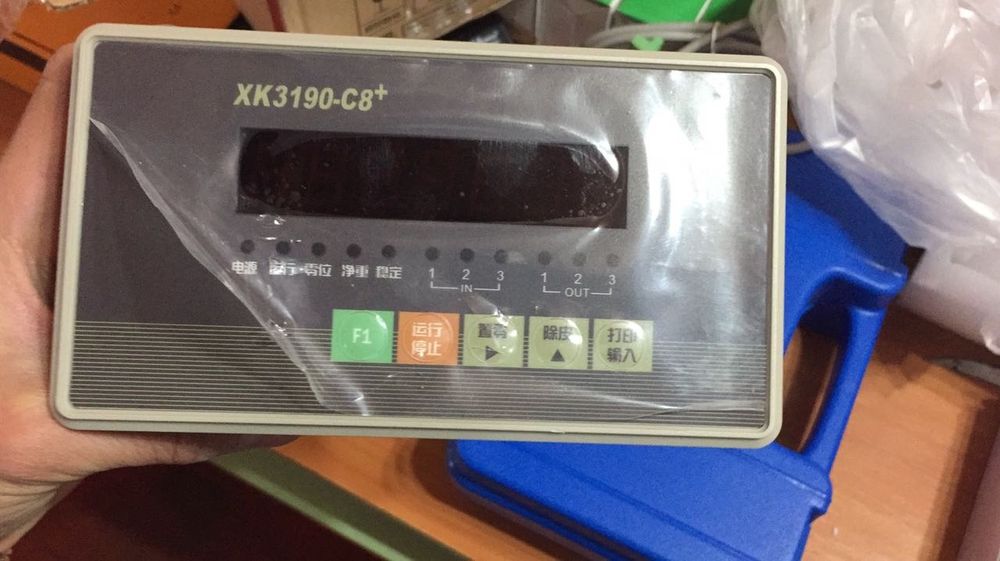 XK3190-C8+
电源 运行 零位 净重 稳定 1 2 3 1 2 3
IN OUT
F1 运行 置零 除皮 打印
停止 ▶ ▲ 输入